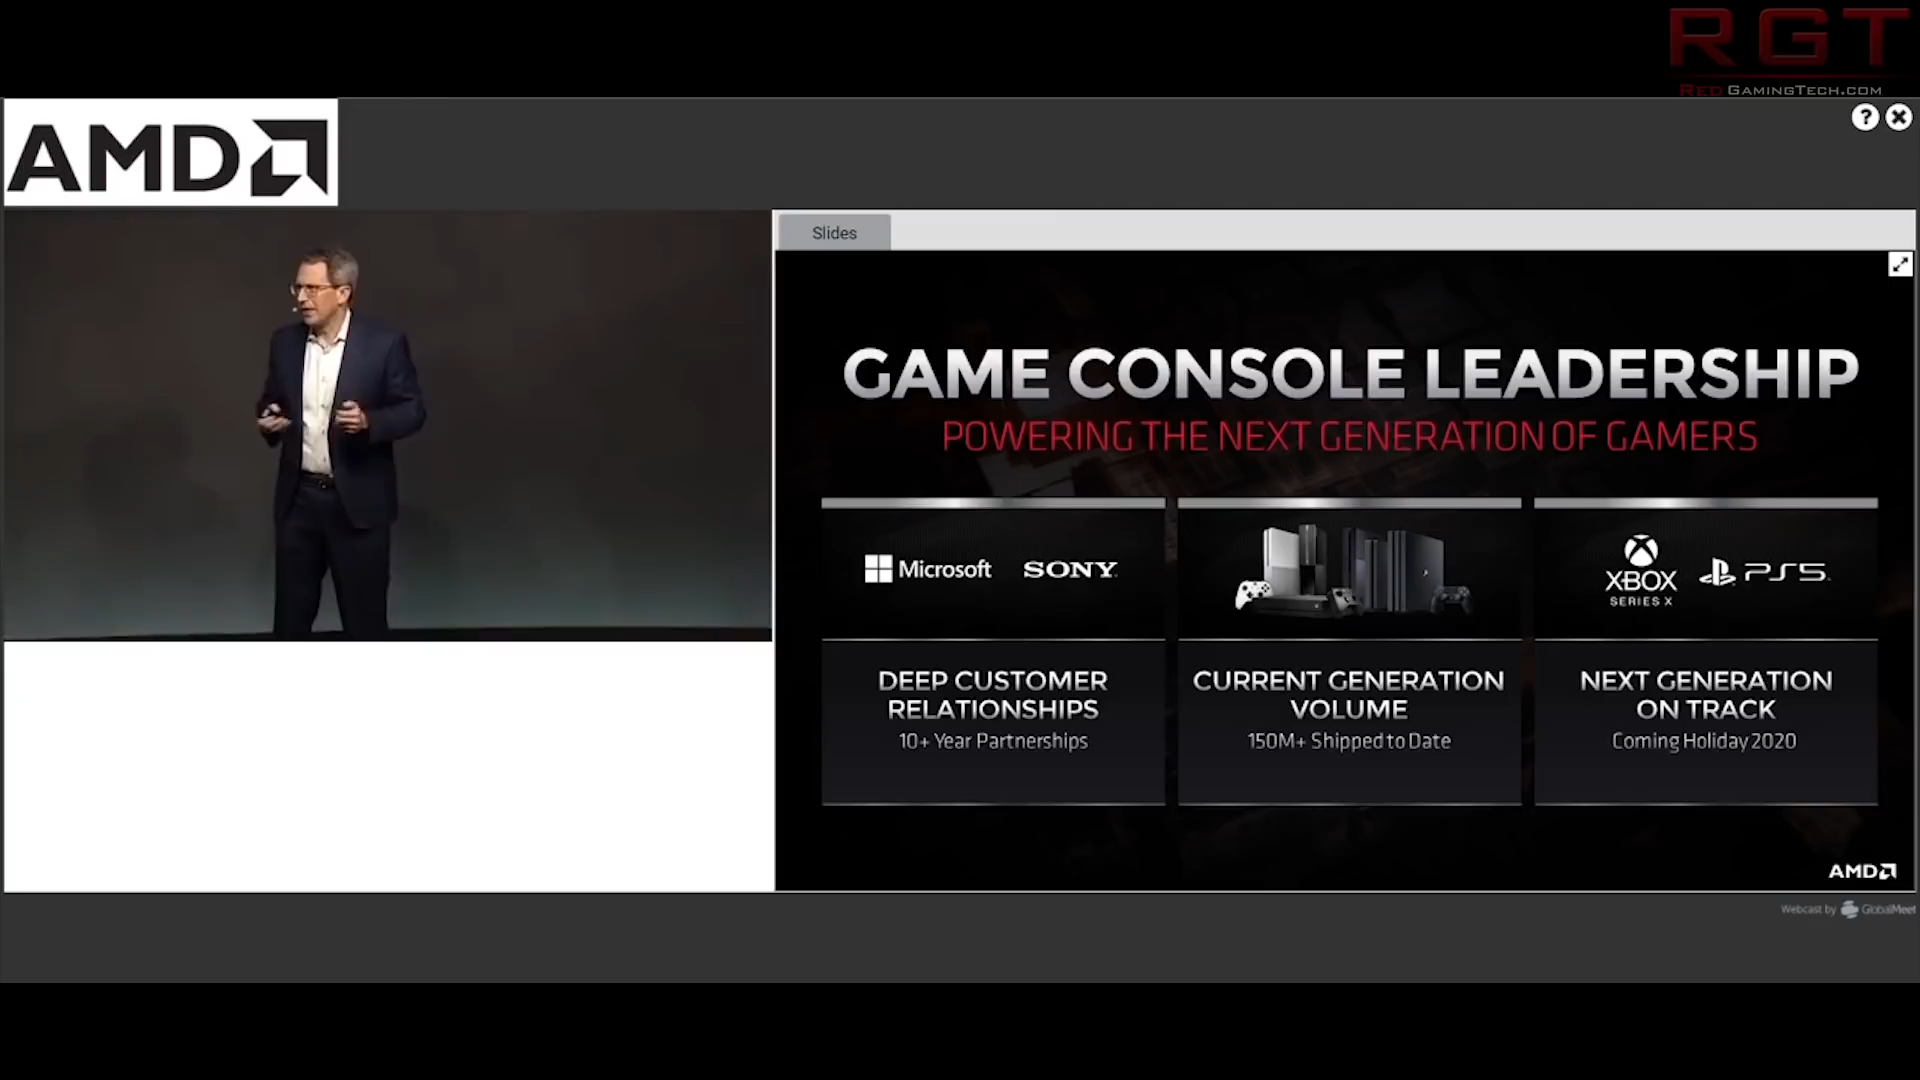 RGT
RedGamingTech.com
AMD
? 
Slides
GAME CONSOLE LEADERSHIP
POWERING THE NEXT GENERATION OF GAMERS
Microsoft SONY
XBOX
SERIES X
PS5
DEEP CUSTOMER
RELATIONSHIPS
10+ Year Partnerships
CURRENT GENERATION
VOLUME
150M+ Shipped to Date
NEXT GENERATION
ON TRACK
Coming Holiday 2020
AMD
Webcast by GlobalMeet